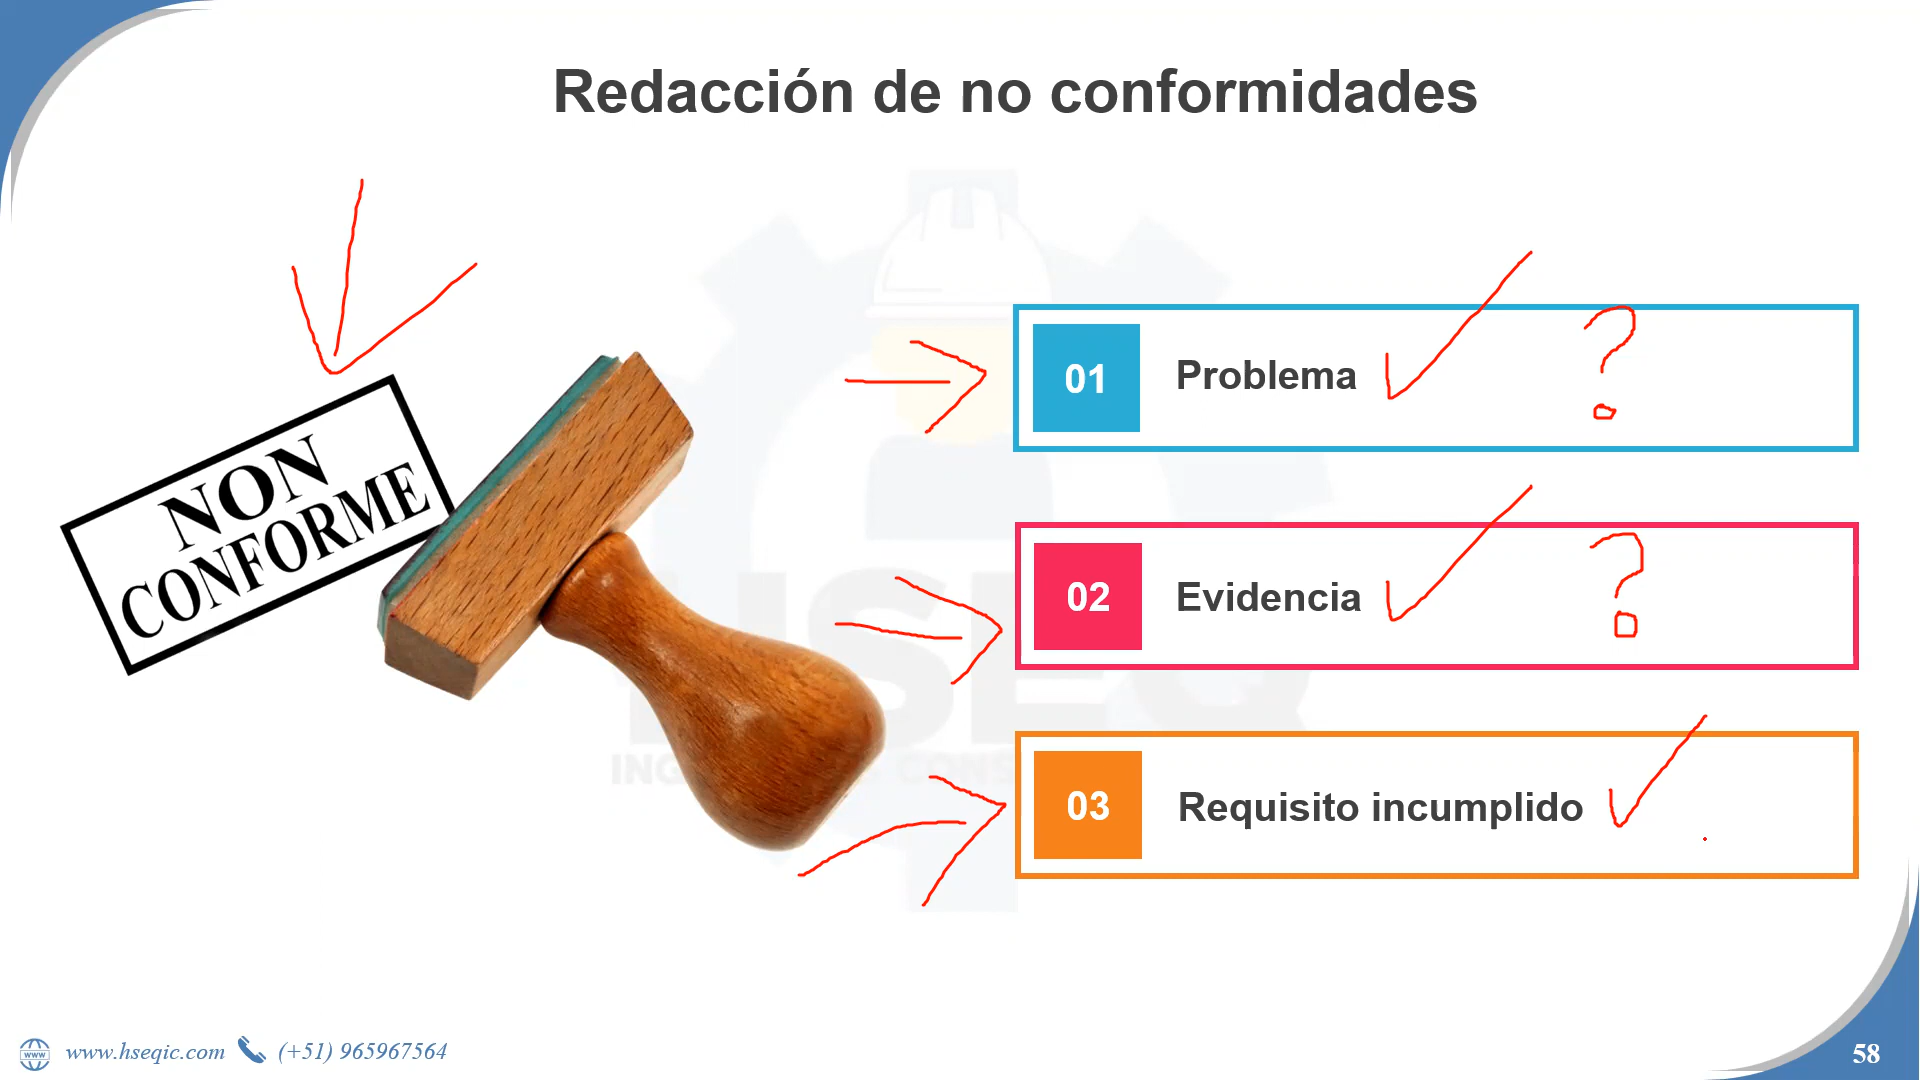 Redacción de no conformidades
NON
CONFORME
01
Problema
?
02
Evidencia
?
03
Requisito incumplido
www.hseqic.com
(+51) 965967564
58